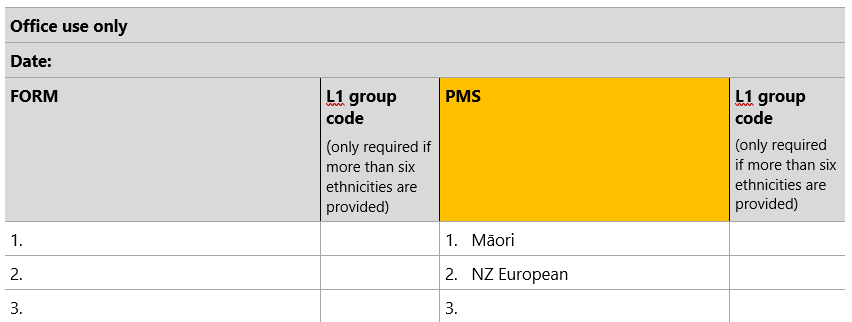 Office use only
Date:
FORM
L1 group
code
(only required if
more than six
ethnicities are
provided)
PMS
L1 group
code
(only required
if more than six
ethnicities are
provided)
1.
1. Māori
2.
2. NZ European
3.
3.